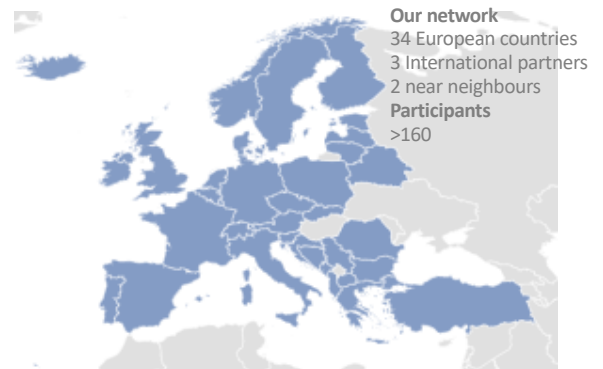 Our network
34 European countries
3 International partners
2 near neighbours
Participants
>160